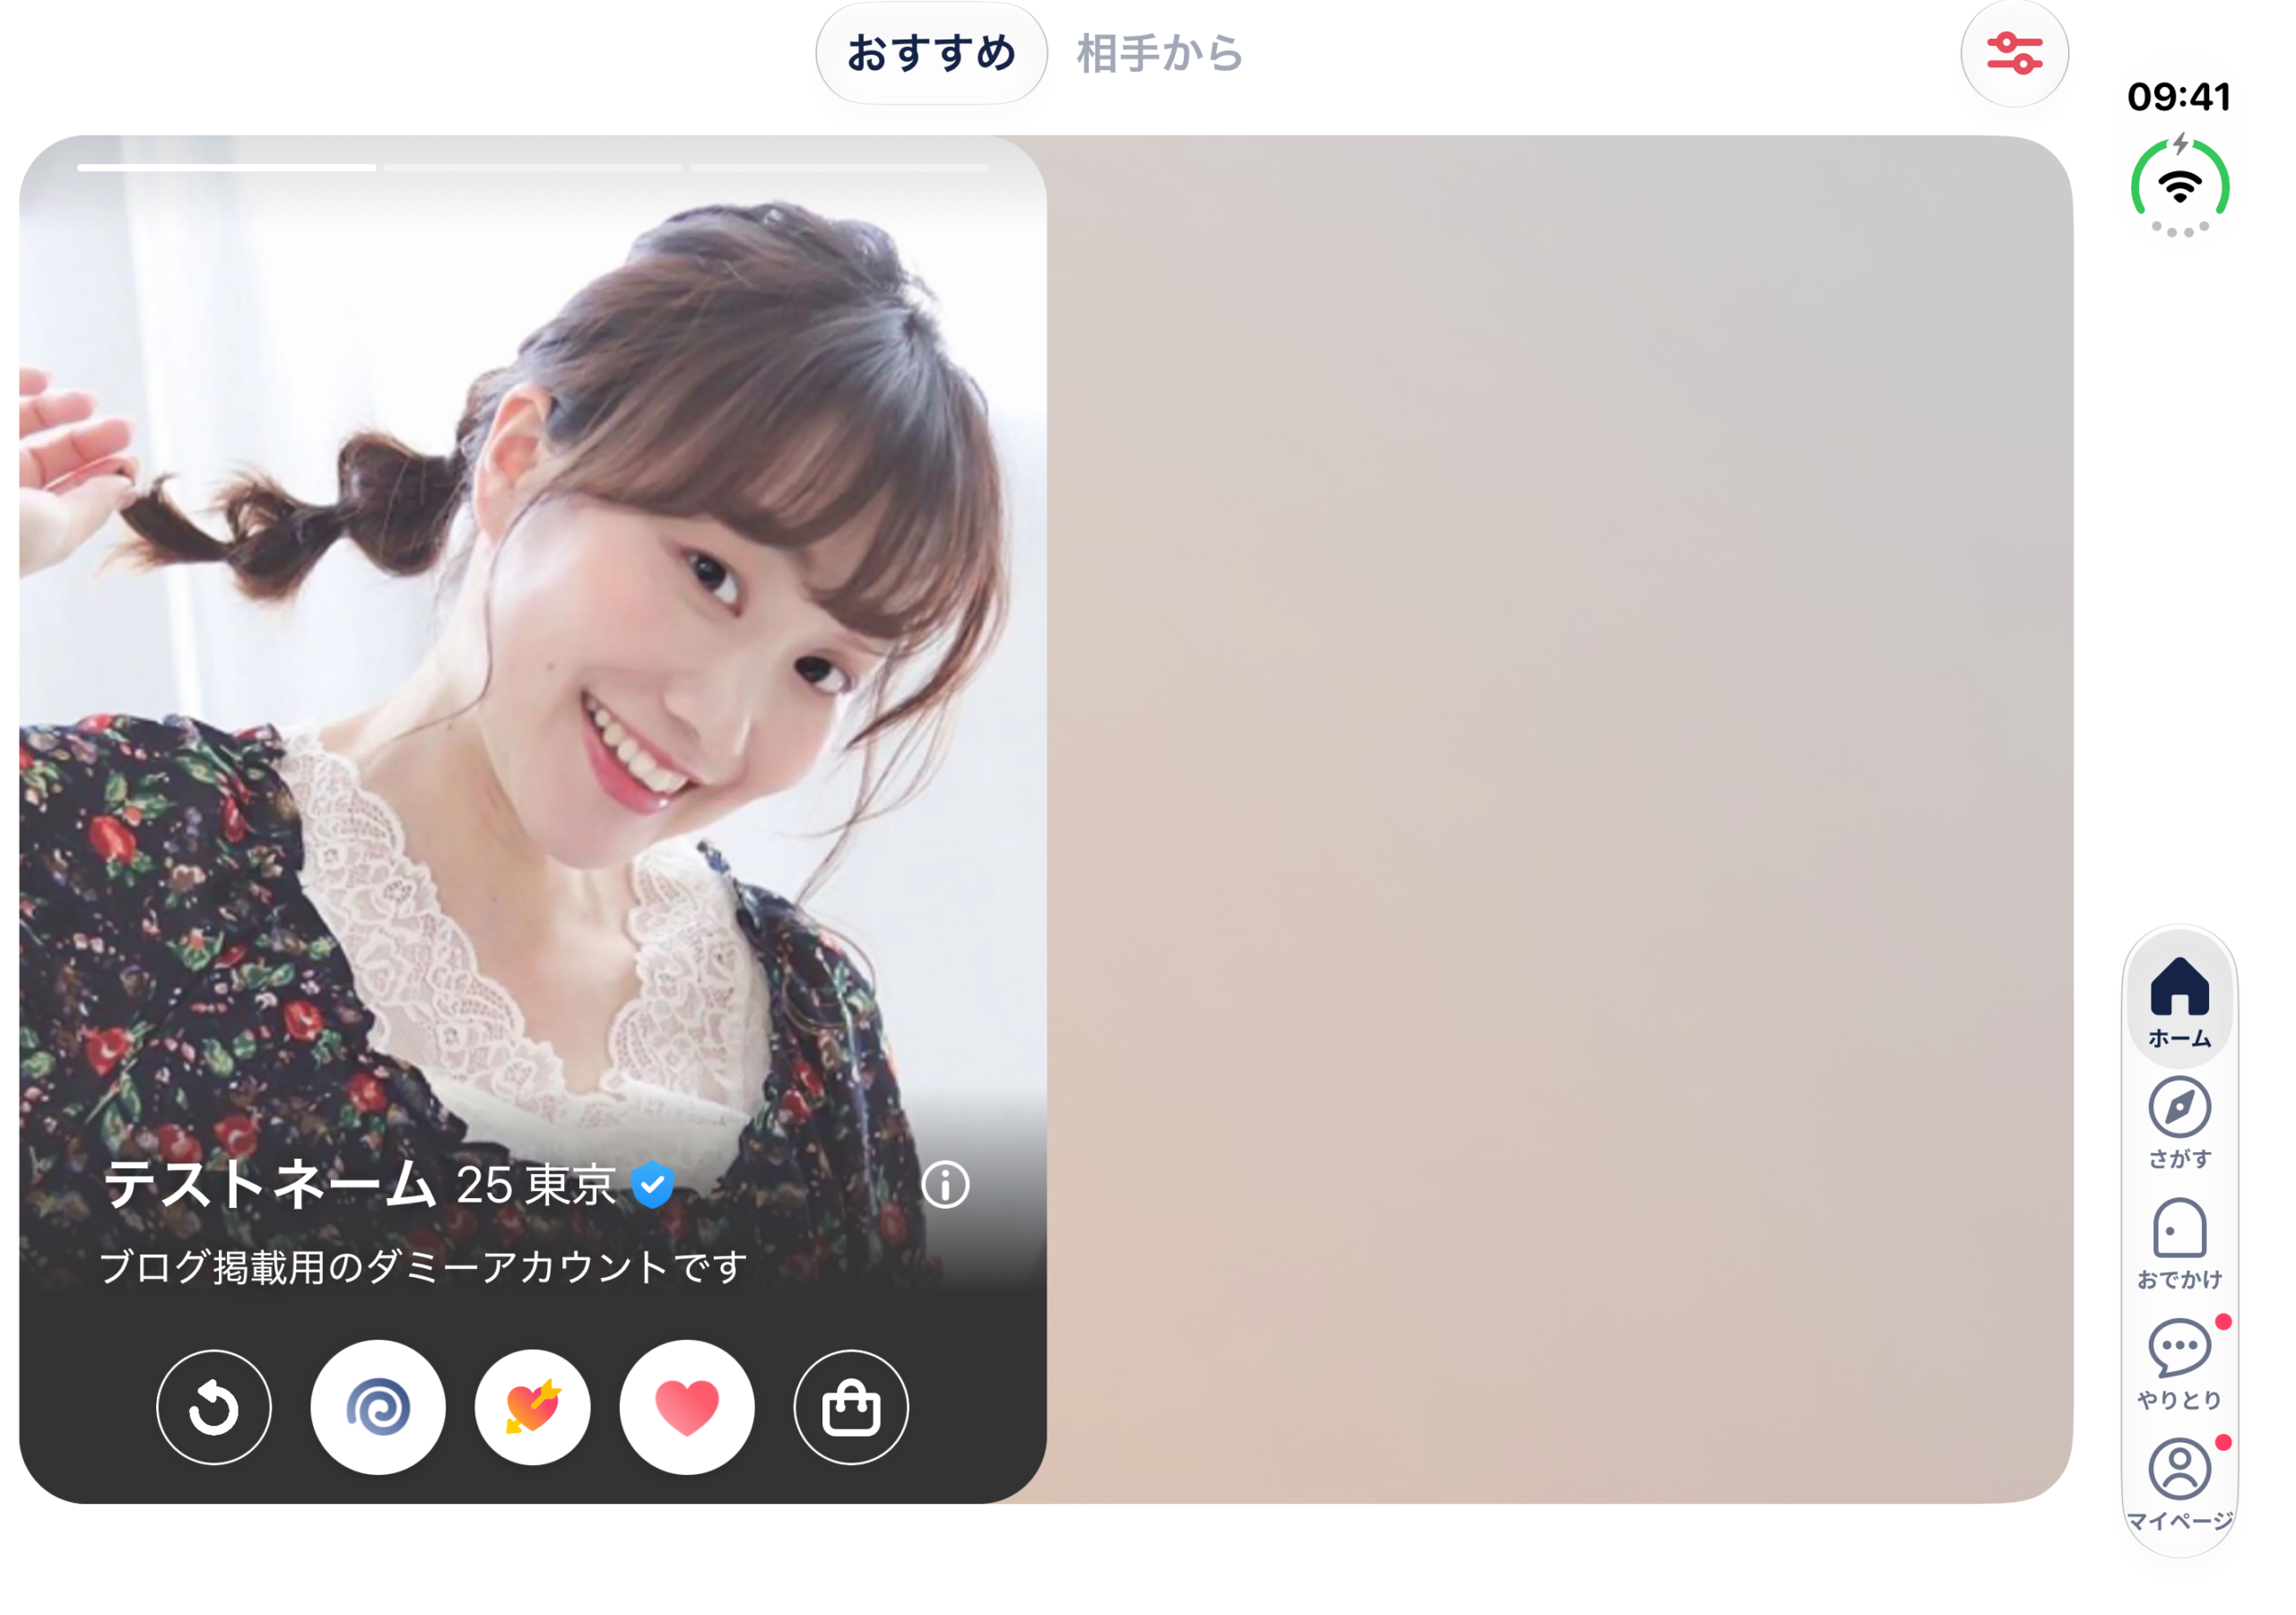 おすすめ 相手から
09:41
テストネーム 25 東京
ブログ掲載用のダミーアカウントです
ホーム
さがす
おでかけ
やりとり
マイページ